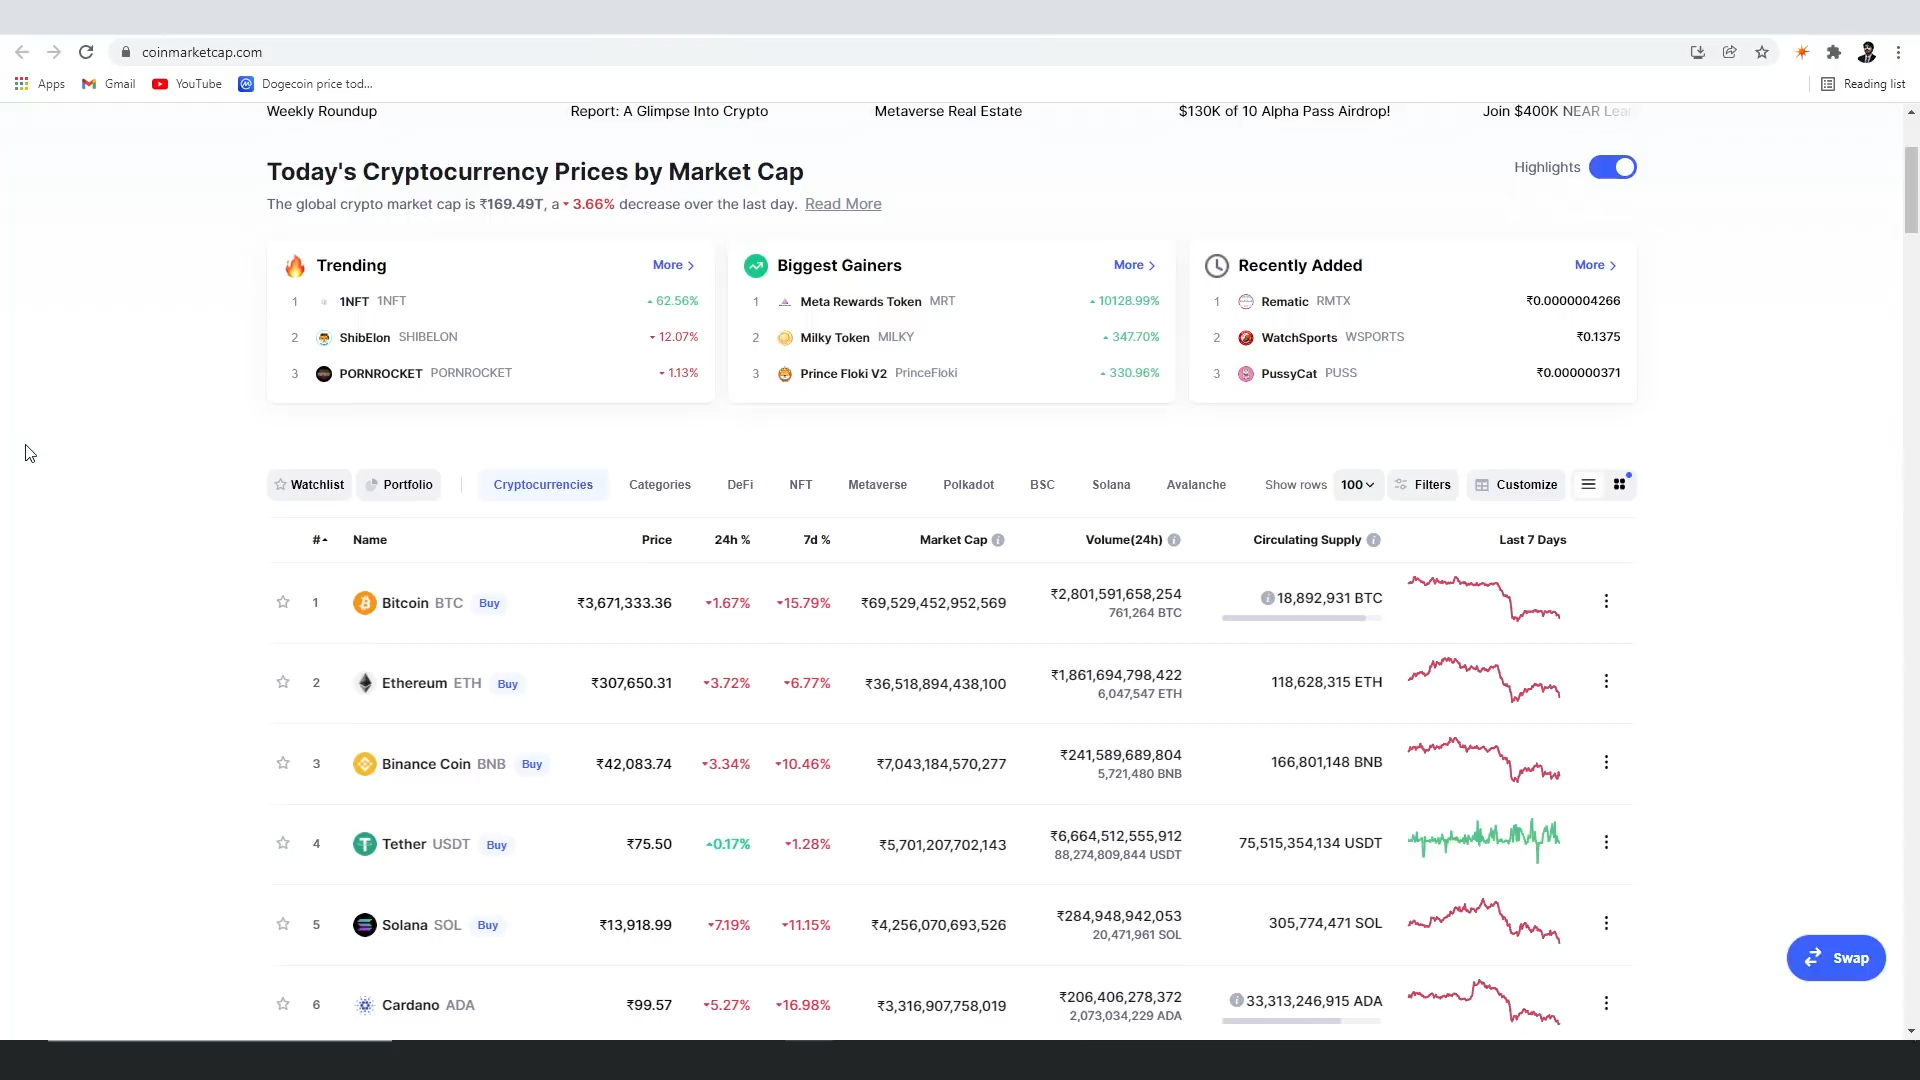 coinmarketcap.com
Apps Gmail YouTube Dogecoin price tod... Reading list
Weekly Roundup Report: A Glimpse Into Crypto Metaverse Real Estate $130K of 10 Alpha Pass Airdrop! Join $400K NEAR Lear
Today's Cryptocurrency Prices by Market Cap Highlights
The global crypto market cap is ₹169.49T, a 3.66% decrease over the last day. Read More
Trending More Biggest Gainers More Recently Added More
1 1NFT 1NFT 62.56% 1 Meta Rewards Token MRT 10128.99% 1 Rematic RMTX ₹0.0000004266
2 ShibElon SHIBELON 12.07% 2 Milky Token MILKY 347.70% 2 WatchSports WSPORTS ₹0.1375
3 PORNROCKET PORNROCKET 1.13% 3 Prince Floki V2 PrinceFloki 330.96% 3 PussyCat PUSS ₹0.000000371
Watchlist Portfolio Cryptocurrencies Categories DeFi NFT Metaverse Polkadot BSC Solana Avalanche Show rows 100 Filters Customize
# Name Price 24h % 7d % Market Cap Volume(24h) Circulating Supply Last 7 Days
1 Bitcoin BTC Buy ₹3,671,333.36 1.67% 15.79% ₹69,529,452,952,569 ₹2,801,591,658,254 18,892,931 BTC
761,264 BTC
2 Ethereum ETH Buy ₹307,650.31 3.72% 6.77% ₹36,518,894,438,100 ₹1,861,694,798,422 118,628,315 ETH
6,047,547 ETH
3 Binance Coin BNB Buy ₹42,083.74 3.34% 10.46% ₹7,043,184,570,277 ₹241,589,689,804 166,801,148 BNB
5,721,480 BNB
4 Tether USDT Buy ₹75.50 0.17% 1.28% ₹5,701,207,702,143 ₹6,664,512,555,912 75,515,354,134 USDT
88,274,809,844 USDT
5 Solana SOL Buy ₹13,918.99 7.19% 11.15% ₹4,256,070,693,526 ₹284,948,942,053 305,774,471 SOL
20,471,961 SOL
Swap
6 Cardano ADA ₹99.57 5.27% 16.98% ₹3,316,907,758,019 ₹206,406,278,372 33,313,246,915 ADA
2,073,034,229 ADA